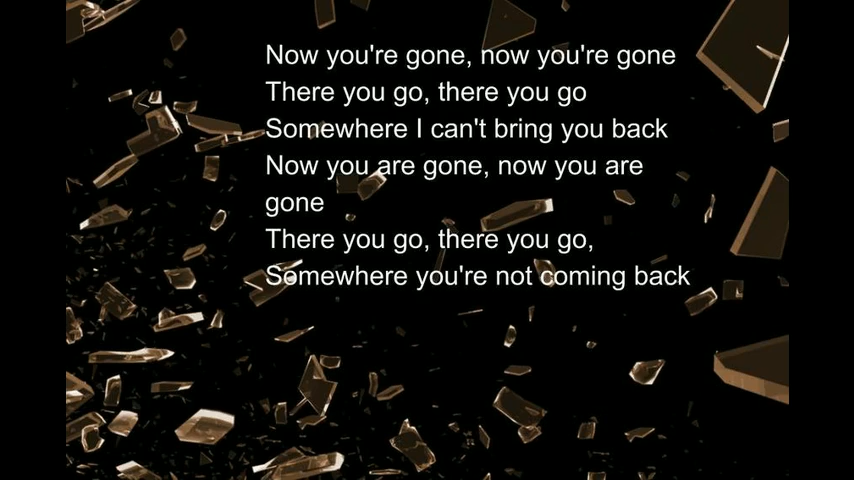 Now you're gone, now you're gone
There you go, there you go
Somewhere I can't bring you back
Now you are gone, now you are
gone
There you go, there you go,
Somewhere you're not coming back